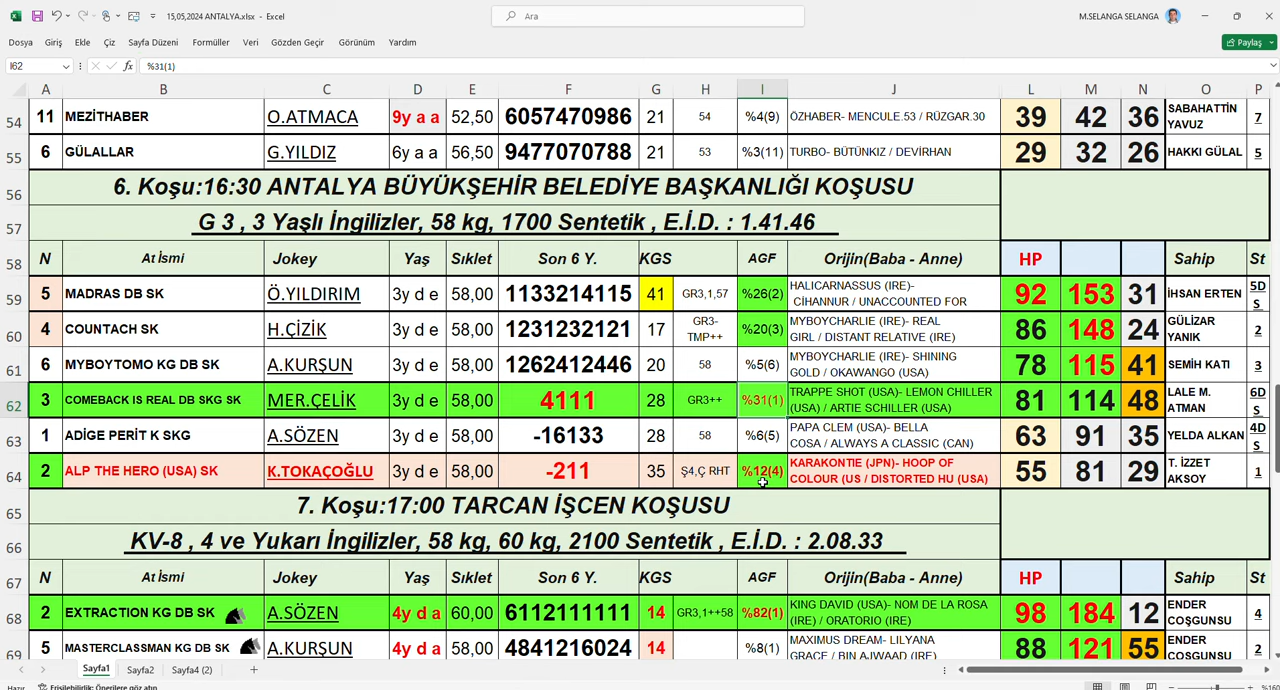 15,05,2024 ANTALYA.xlsx - Excel
Ara
M.SELANGA SELANGA
Dosya Giriş Ekle Çiz Sayfa Düzeni Formüller Veri Gözden Geçir Görünüm Yardım
Paylaş
I62 fx %31(1)
A B C D E F G H I J L M N O P
54 11 MEZİTHABER O.ATMACA 9y a a 52,50 6057470986 21 54 %4(9) ÖZHABER- MENCULE.53 / RÜZGAR.30 39 42 36 SABAHATTİN YAVUZ 7
55 6 GÜLALLAR G.YILDIZ 6y a a 56,50 9477070788 21 53 %3(11) TURBO- BÜTÜNKIZ / DEVİRHAN 29 32 26 HAKKI GÜLAL 5
56 6. Koşu:16:30 ANTALYA BÜYÜKŞEHİR BELEDİYE BAŞKANLIĞI KOŞUSU
57 G 3 , 3 Yaşlı İngilizler, 58 kg, 1700 Sentetik , E.İ.D. : 1.41.46
58 N At İsmi Jokey Yaş Sıklet Son 6 Y. KGS AGF Orijin(Baba - Anne) HP Sahip St
59 5 MADRAS DB SK Ö.YILDIRIM 3y d e 58,00 1133214115 41 GR3,1,57 %26(2) HALICARNASSUS (IRE)- CİHANNUR / UNACCOUNTED FOR 92 153 31 İHSAN ERTEN 5D S
60 4 COUNTACH SK H.ÇİZİK 3y d e 58,00 1231232121 17 GR3- TMP++ %20(3) MYBOYCHARLIE (IRE)- REAL GIRL / DISTANT RELATIVE (IRE) 86 148 24 GÜLİZAR YANIK 2
61 6 MYBOYTOMO KG DB SK A.KURŞUN 3y d e 58,00 1262412446 20 58 %5(6) MYBOYCHARLIE (IRE)- SHINING GOLD / OKAWANGO (USA) 78 115 41 SEMİH KATI 3
62 3 COMEBACK IS REAL DB SKG SK MER.ÇELİK 3y d e 58,00 4111 28 GR3++ %31(1) TRAPPE SHOT (USA)- LEMON CHILLER (USA) / ARTIE SCHILLER (USA) 81 114 48 LALE M. ATMAN 6D S
63 1 ADİGE PERİT K SKG A.SÖZEN 3y d e 58,00 -16133 28 58 %6(5) PAPA CLEM (USA)- BELLA COSA / ALWAYS A CLASSIC (CAN) 63 91 35 YELDA ALKAN 4D S
64 2 ALP THE HERO (USA) SK K.TOKAÇOĞLU 3y d e 58,00 -211 35 Ş4,Ç RHT %12(4) KARAKONTIE (JPN)- HOOP OF COLOUR (US / DISTORTED HU (USA) 55 81 29 T. İZZET AKSOY 1
65 7. Koşu:17:00 TARCAN İŞCEN KOŞUSU
66 KV-8 , 4 ve Yukarı İngilizler, 58 kg, 60 kg, 2100 Sentetik , E.İ.D. : 2.08.33
67 N At İsmi Jokey Yaş Sıklet Son 6 Y. KGS AGF Orijin(Baba - Anne) HP Sahip St
68 2 EXTRACTION KG DB SK A.SÖZEN 4y d a 60,00 6112111111 14 GR3,1++58 %82(1) KING DAVID (USA)- NOM DE LA ROSA (IRE) / ORATORIO (IRE) 98 184 12 ENDER COŞGUNSU 4
69 5 MASTERCLASSMAN KG DB SK A.KURŞUN 4y d a 58,00 4841216024 14 %8(1) MAXIMUS DREAM- LILYANA GRACE / BIN AJWAAD (IRE) 88 121 55 ENDER COŞGUNSU 2
Sayfa1 Sayfa2 Sayfa4 (2) +
Hazır Erişilebilirlik: Önerilere göz atın %160